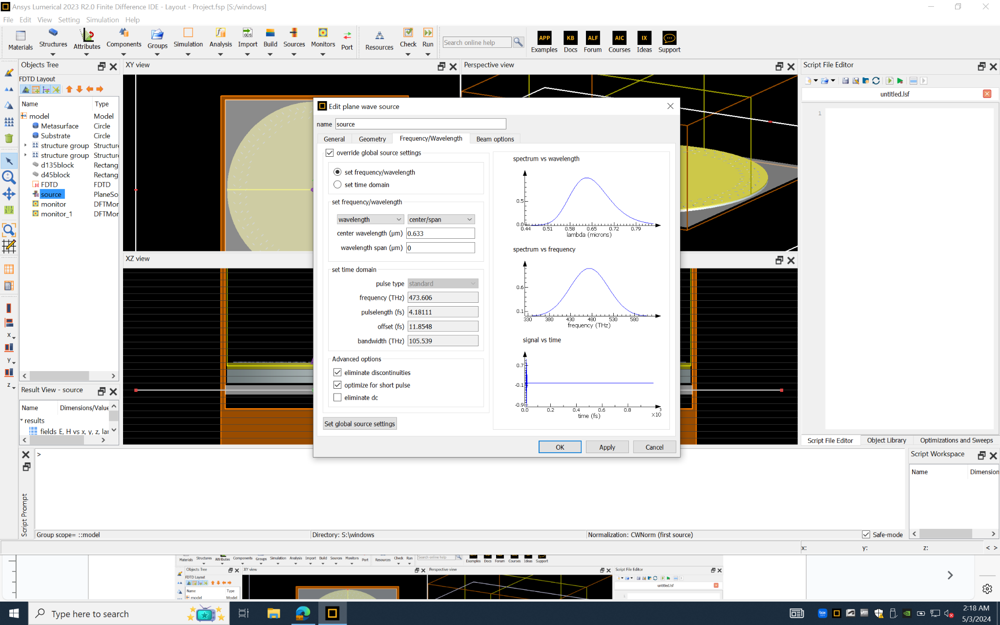 Ansys Lumerical 2023 R2.0 Finite Difference IDE - Layout - Project.fsp [S:/windows]
File Edit View Setting Simulation Help
Materials Structures Attributes Components Groups Simulation Analysis Import Build Sources Monitors Port Resources Check Run
GDS
Search online help
APP KB ALF AIC IX
Examples Docs Forum Courses Ideas Support
Objects Tree
FDTD Layout
Name Type
model Model
Metasurface Circle
Substrate Circle
structure group Structure
structure group Structure
d135block Rectang
d45block Rectang
FDTD FDTD
source PlaneSo
monitor DFTMor
monitor_1 DFTMor
x
y
z
Result View - source
Name Dimensions/Value
results
fields E, H vs x, y, z, lar
XY view
Perspective view
XZ view
Edit plane wave source
name source
General Geometry Frequency/Wavelength Beam options
override global source settings
set frequency/wavelength
set time domain
set frequency/wavelength
wavelength center/span
center wavelength (µm) 0.633
wavelength span (µm) 0
set time domain
pulse type standard
frequency (THz) 473.606
pulselength (fs) 4.18111
offset (fs) 11.8548
bandwidth (THz) 105.539
Advanced options
eliminate discontinuities
optimize for short pulse
eliminate dc
Set global source settings
spectrum vs wavelength
0.5
0.0
0.44 0.51 0.58 0.65 0.72 0.79
lambda (microns)
spectrum vs frequency
0.6
0.1
330 380 430 480 530 580
frequency (THz)
signal vs time
0.7
-0.1
-0.9
0.0 0.2 0.4 0.6 0.8 x10 3
time (fs)
OK Apply Cancel
Script File Editor
untitled.lsf
1
Script File Editor Object Library Optimizations and Sweeps
>
Script Prompt
Group scope= ::model
Directory: S:\windows
Normalization: CWNorm (first source)
Safe-mode
Script Workspace
Name Dimension
x: y: z: < >
Materials Structures Attributes Components Groups Simulation Analysis Import Build Sources Monitors Port Resources Check Run Search online help Examples Docs Forum Courses Ideas Support
Objects Tree XY view Perspective view Script File Editor
FDTD Layout
untitled.lsf
Name Type
model Model
1
Type here to search
box
vm
2:18 AM
5/3/2024